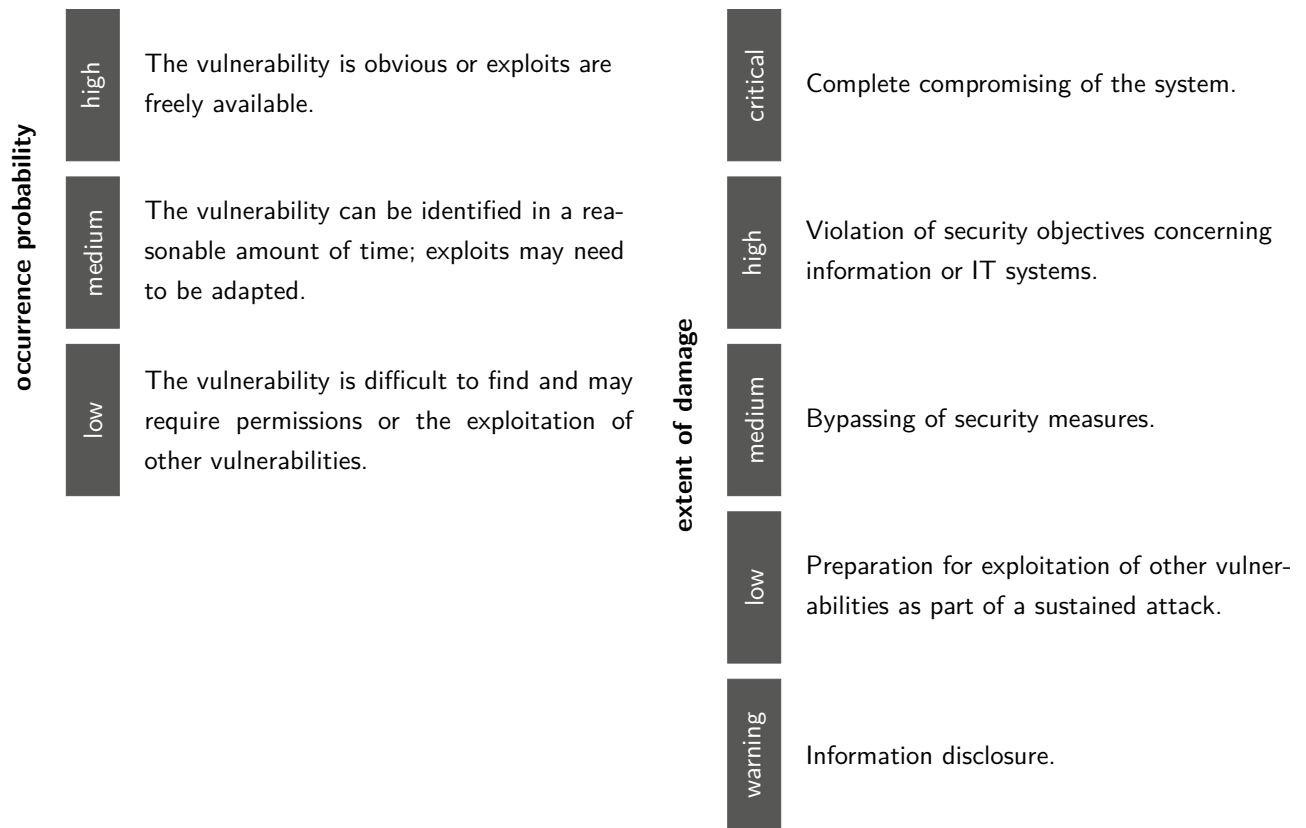 occurrence probability
high
The vulnerability is obvious or exploits are
freely available.
medium
The vulnerability can be identified in a rea-
sonable amount of time; exploits may need
to be adapted.
low
The vulnerability is difficult to find and may
require permissions or the exploitation of
other vulnerabilities.
extent of damage
critical
Complete compromising of the system.
high
Violation of security objectives concerning
information or IT systems.
medium
Bypassing of security measures.
low
Preparation for exploitation of other vulner-
abilities as part of a sustained attack.
warning
Information disclosure.